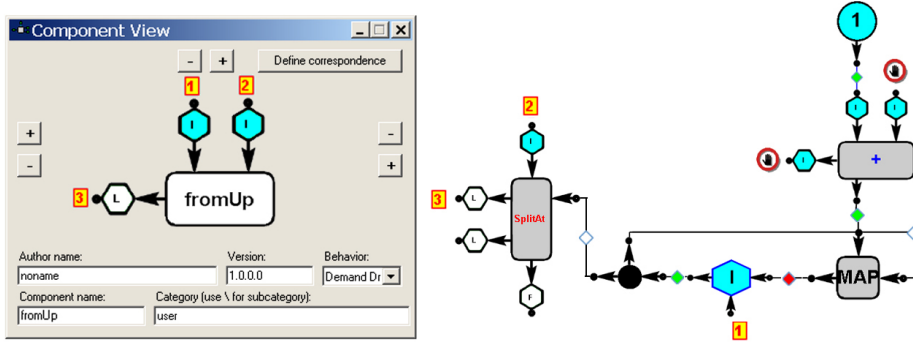 Component View
- + Define correspondence
1 2
I I
+ -
- +
3 L fromUp
Author name: Version: Behavior:
noname 1.0.0.0 Demand Dr
Component name: Category (use \ for subcategory):
fromUp user
2
I
3 L
SplitAt
L
F
1
I I
I +
MAP
I
1